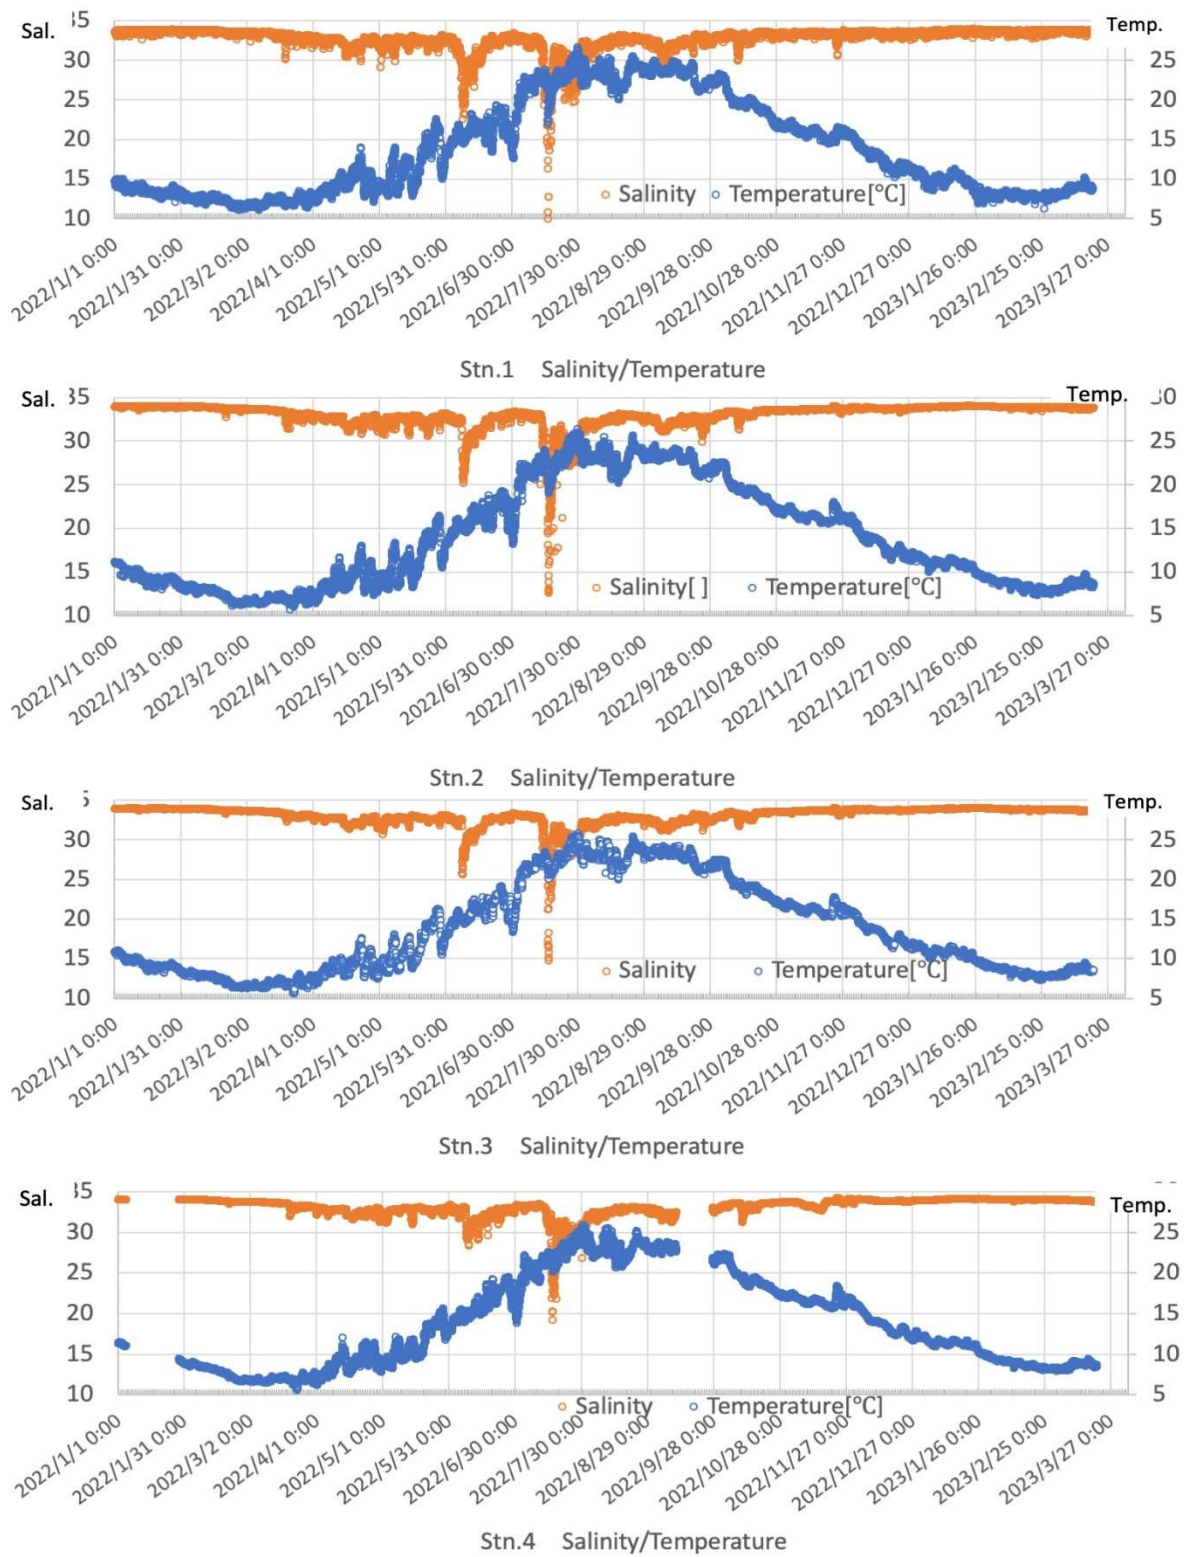 Sal. 35 Temp.
30 25
25 20
20 15
15 10
Salinity Temperature[℃]
10 5
2022/1/1 0:00 2022/1/31 0:00 2022/3/2 0:00 2022/4/1 0:00 2022/5/1 0:00 2022/5/31 0:00 2022/6/30 0:00 2022/7/30 0:00 2022/8/29 0:00 2022/9/28 0:00 2022/10/28 0:00 2022/11/27 0:00 2022/12/27 0:00 2023/1/26 0:00 2023/2/25 0:00 2023/3/27 0:00
Stn.1 Salinity/Temperature
Sal. 35 Temp. 30
30 25
25 20
20 15
15 10
Salinity[ ] Temperature[℃]
10 5
2022/1/1 0:00 2022/1/31 0:00 2022/3/2 0:00 2022/4/1 0:00 2022/5/1 0:00 2022/5/31 0:00 2022/6/30 0:00 2022/7/30 0:00 2022/8/29 0:00 2022/9/28 0:00 2022/10/28 0:00 2022/11/27 0:00 2022/12/27 0:00 2023/1/26 0:00 2023/2/25 0:00 2023/3/27 0:00
Stn.2 Salinity/Temperature
Sal. Temp.
30 25
25 20
20 15
15 10
Salinity Temperature[℃]
10 5
2022/1/1 0:00 2022/1/31 0:00 2022/3/2 0:00 2022/4/1 0:00 2022/5/1 0:00 2022/5/31 0:00 2022/6/30 0:00 2022/7/30 0:00 2022/8/29 0:00 2022/9/28 0:00 2022/10/28 0:00 2022/11/27 0:00 2022/12/27 0:00 2023/1/26 0:00 2023/2/25 0:00 2023/3/27 0:00
Stn.3 Salinity/Temperature
Sal. 35 Temp.
30 25
25 20
20 15
15 10
10 5
Salinity Temperature[℃]
2022/1/1 0:00 2022/1/31 0:00 2022/3/2 0:00 2022/4/1 0:00 2022/5/1 0:00 2022/5/31 0:00 2022/6/30 0:00 2022/7/30 0:00 2022/8/29 0:00 2022/9/28 0:00 2022/10/28 0:00 2022/11/27 0:00 2022/12/27 0:00 2023/1/26 0:00 2023/2/25 0:00 2023/3/27 0:00
Stn.4 Salinity/Temperature